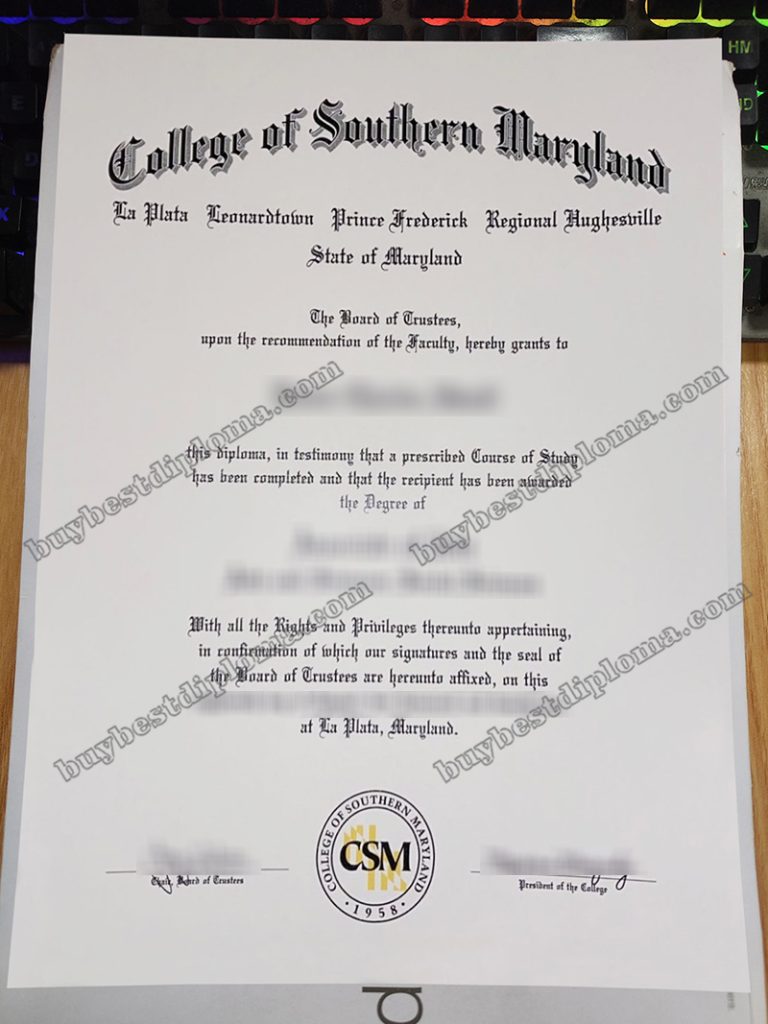 College of Southern Maryland
La Plata Leonardtown Prince Frederick Regional Hughesville
State of Maryland
The Board of Trustees,
upon the recommendation of the Faculty, hereby grants to
this diploma, in testimony that a prescribed Course of Study
has been completed and that the recipient has been awarded
the Degree of
With all the Rights and Privileges thereunto appertaining,
in confirmation of which our signatures and the seal of
the Board of Trustees are hereunto affixed, on this
at La Plata, Maryland.
Chair, Board of Trustees
COLLEGE OF SOUTHERN MARYLAND
CSM
· 1958 ·
President of the College
buybestdiploma.com
buybestdiploma.com
buybestdiploma.com
buybestdiploma.com
HM